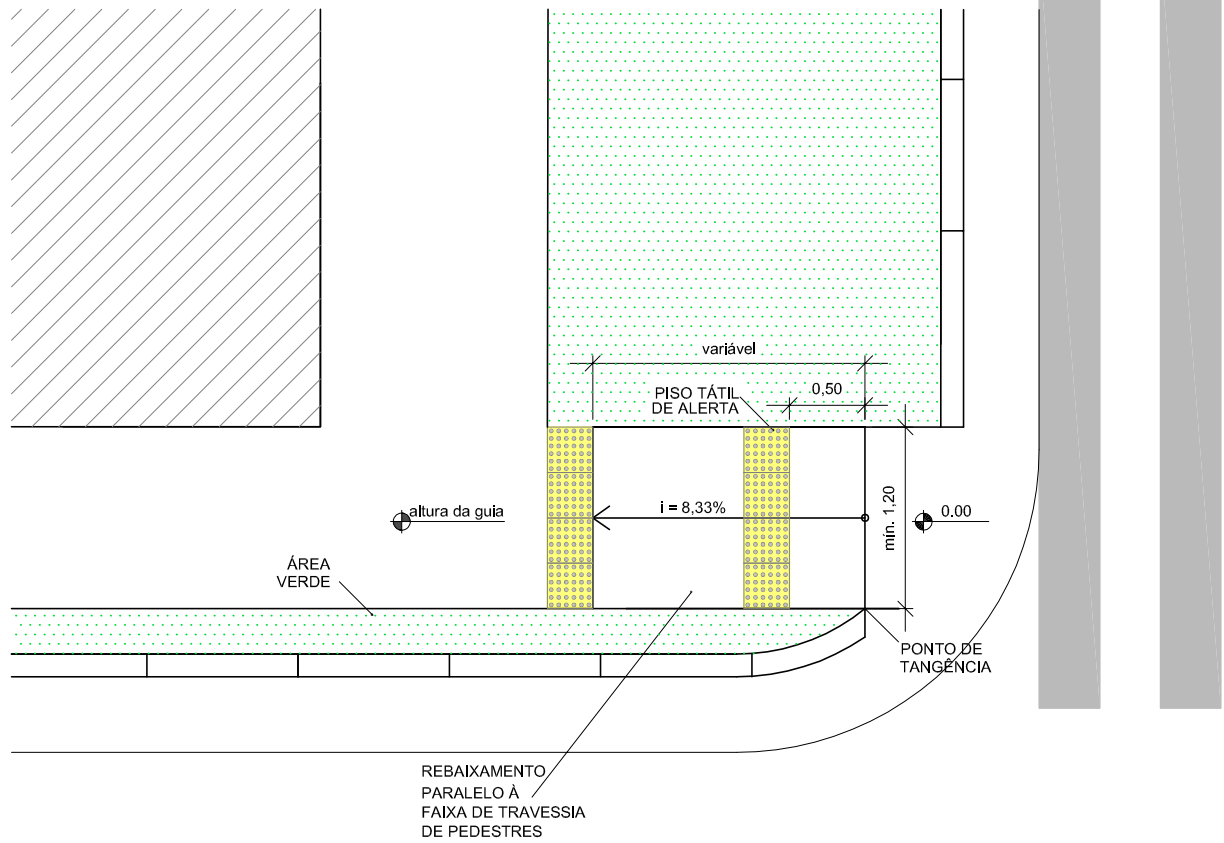 variável
0,50
PISO TÁTIL
DE ALERTA
altura da guia
i = 8,33%
mín. 1,20
0.00
ÁREA
VERDE
PONTO DE
TANGÊNCIA
REBAIXAMENTO
PARALELO À
FAIXA DE TRAVESSIA
DE PEDESTRES